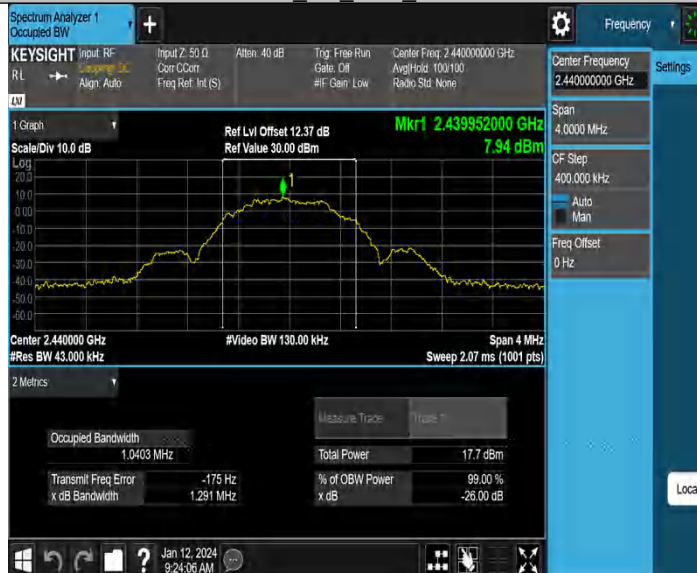 Spectrum Analyzer 1
Occupied BW
Frequency
KEYSIGHT
Input: RF
Coupling: DC
Align: Auto
RL
LXI
Input Z: 50 Ω
Corr CCorr
Freq Ref: Int (S)
Atten: 40 dB
Trig: Free Run
Gate: Off
#IF Gain: Low
Center Freq: 2.440000000 GHz
Avg|Hold: 100/100
Radio Std: None
Center Frequency
2.440000000 GHz
Settings
Span
4.0000 MHz
CF Step
400.000 kHz
Auto
Man
Freq Offset
0 Hz
1 Graph
Scale/Div 10.0 dB
Ref Lvl Offset 12.37 dB
Ref Value 30.00 dBm
Mkr1 2.439952000 GHz
7.94 dBm
Log
20.0
10.0
0.00
-10.0
-20.0
-30.0
-40.0
-50.0
-60.0
1
Center 2.440000 GHz
#Res BW 43.000 kHz
#Video BW 130.00 kHz
Span 4 MHz
Sweep 2.07 ms (1001 pts)
2 Metrics
Measure Trace
Trace 1
Occupied Bandwidth
1.0403 MHz
Total Power
17.7 dBm
Transmit Freq Error
-175 Hz
% of OBW Power
99.00 %
x dB Bandwidth
1.291 MHz
x dB
-26.00 dB
Loca
?
Jan 12, 2024
9:24:06 AM